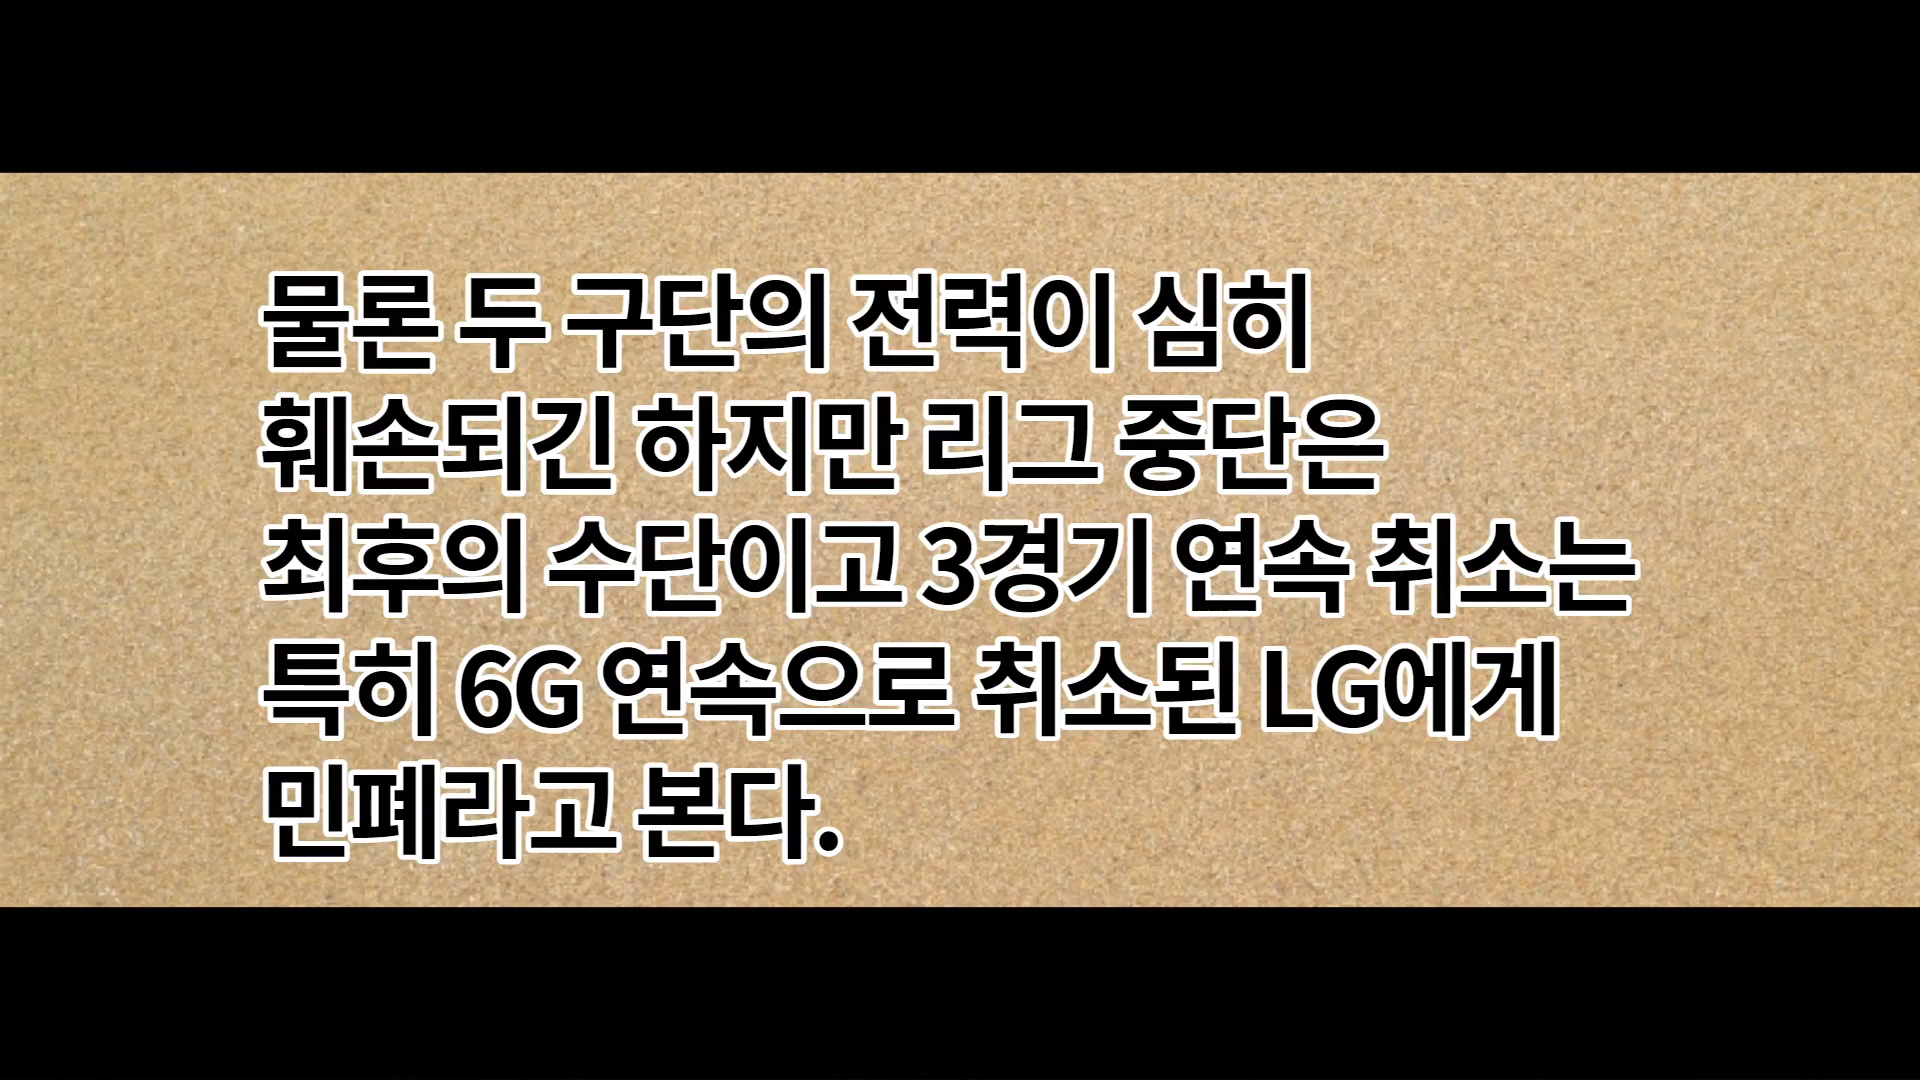 물론 두 구단의 전력이 심히
훼손되긴 하지만 리그 중단은
최후의 수단이고 3경기 연속 취소는
특히 6G 연속으로 취소된 LG에게
민폐라고 본다.